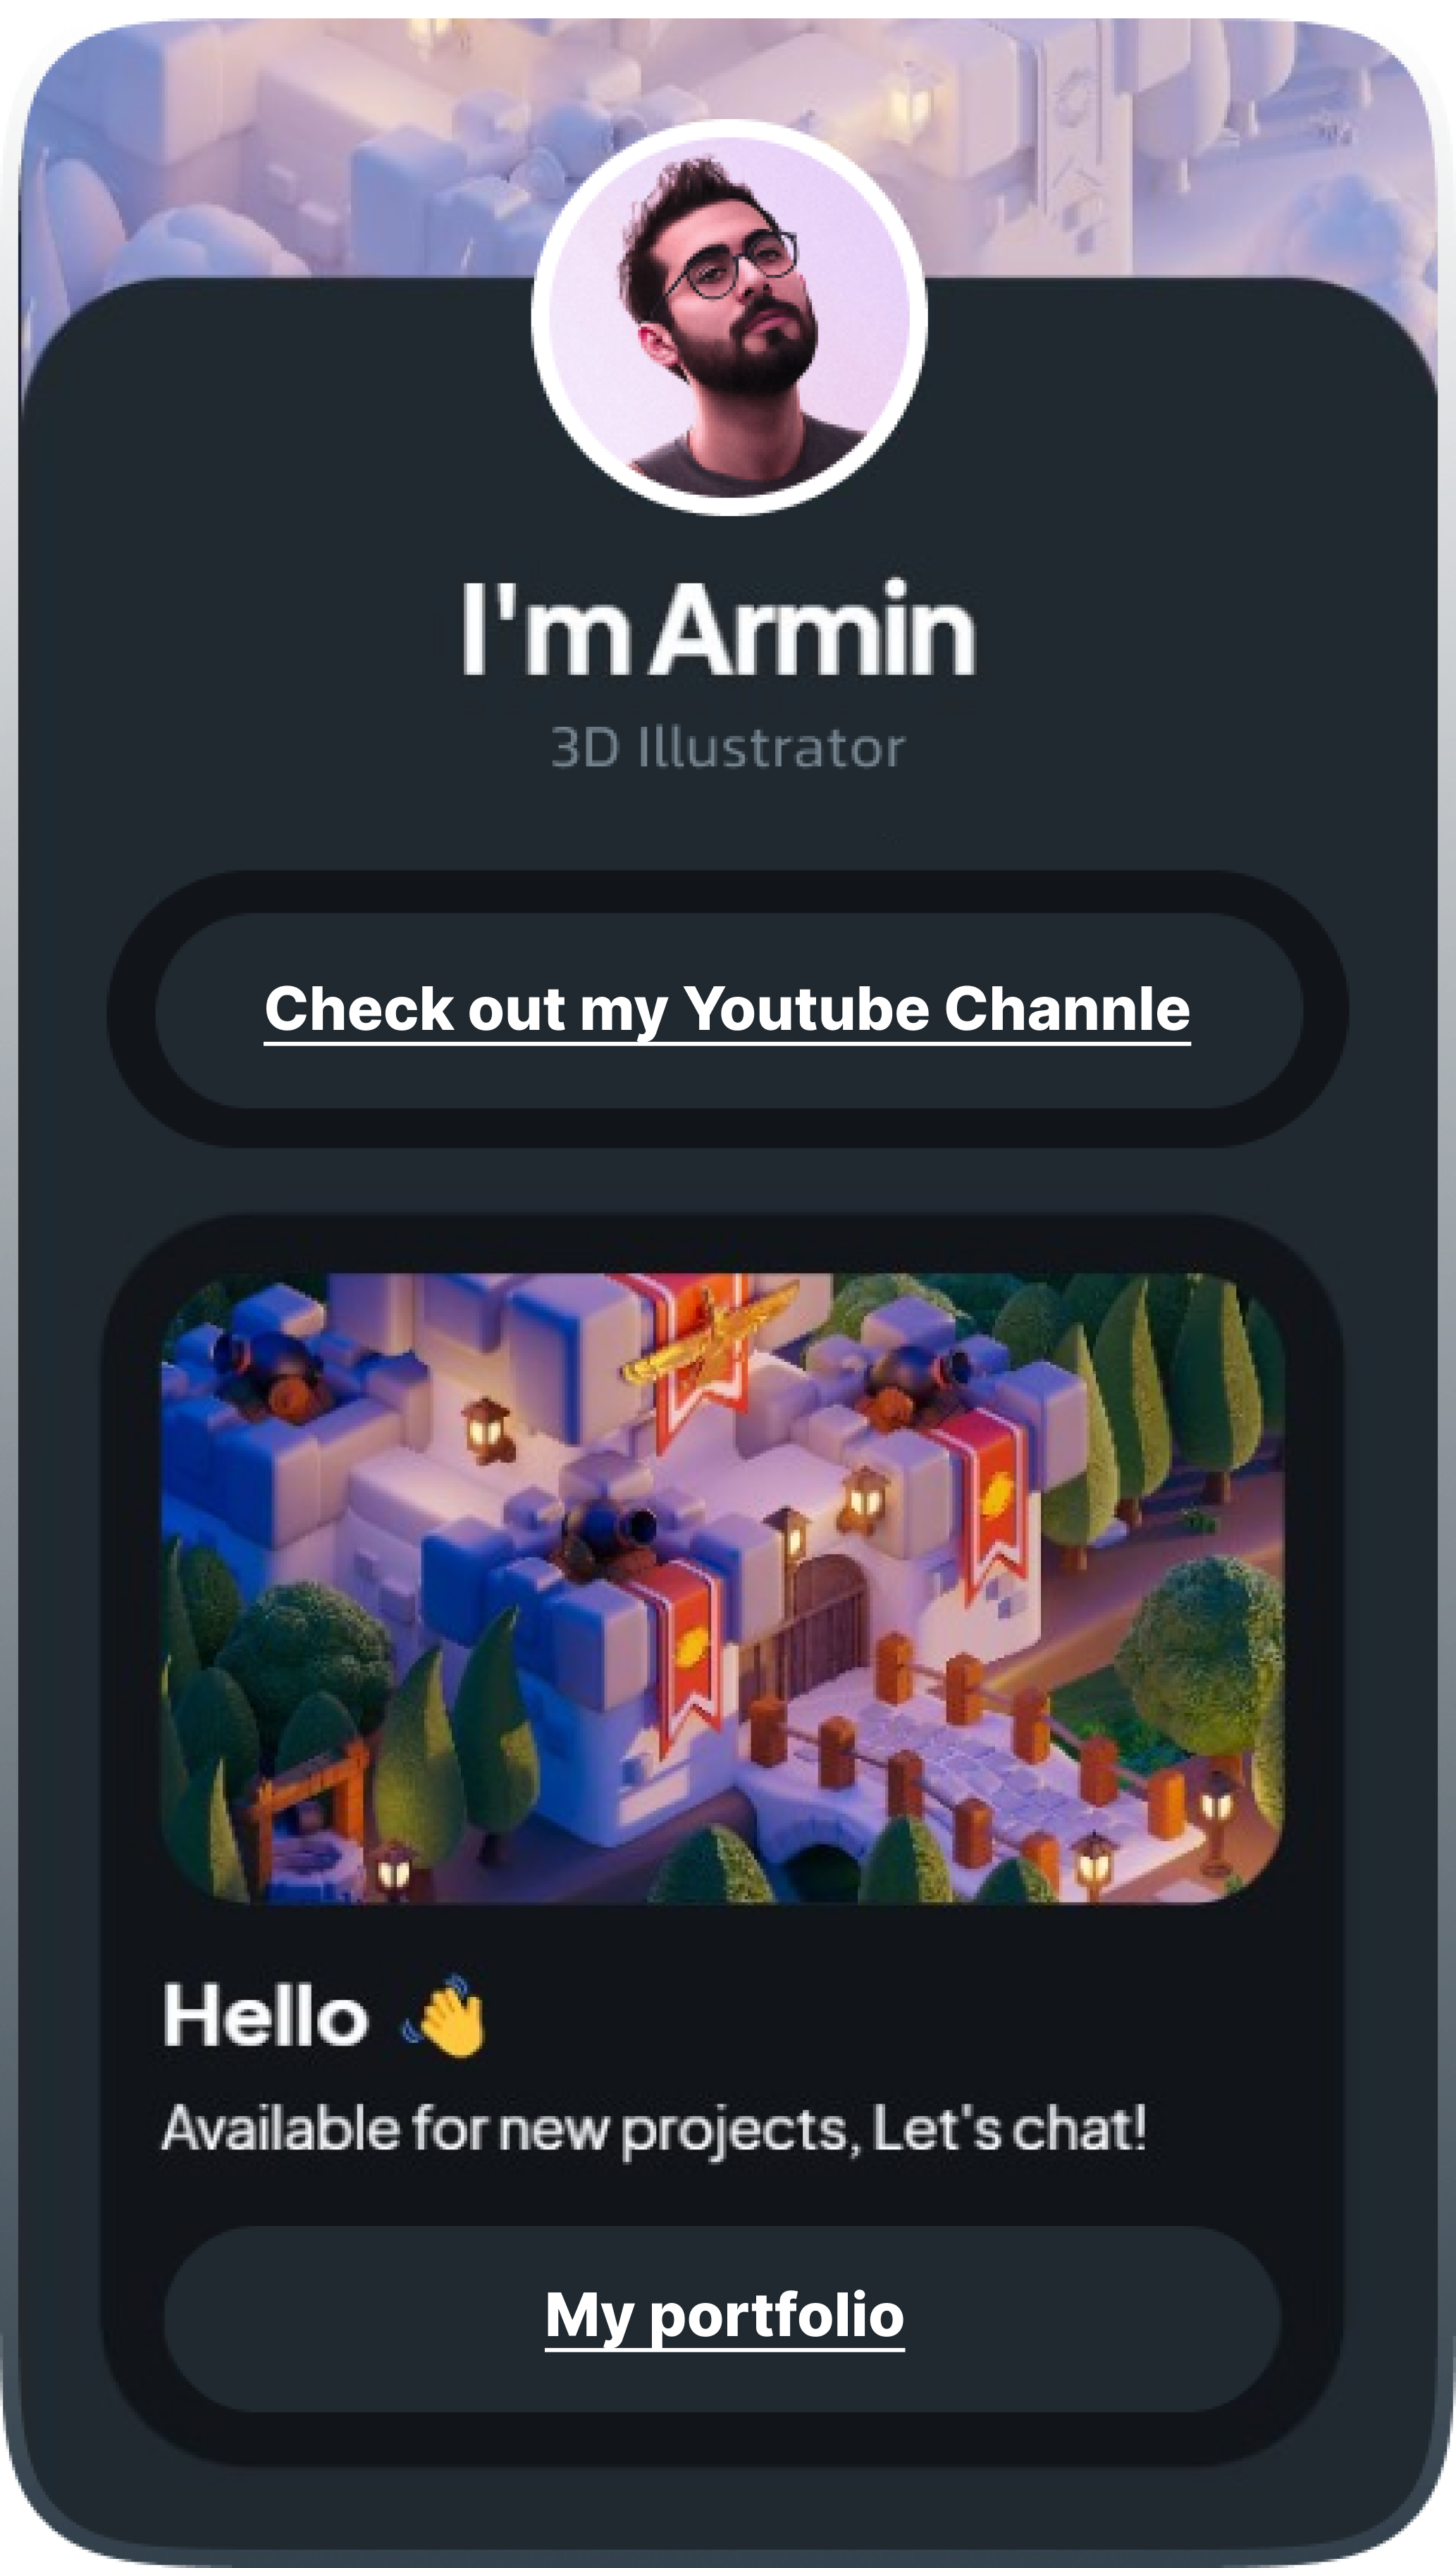 I'm Armin
3D Illustrator
Check out my Youtube Channle
Hello 👋
Available for new projects, Let's chat!
My portfolio